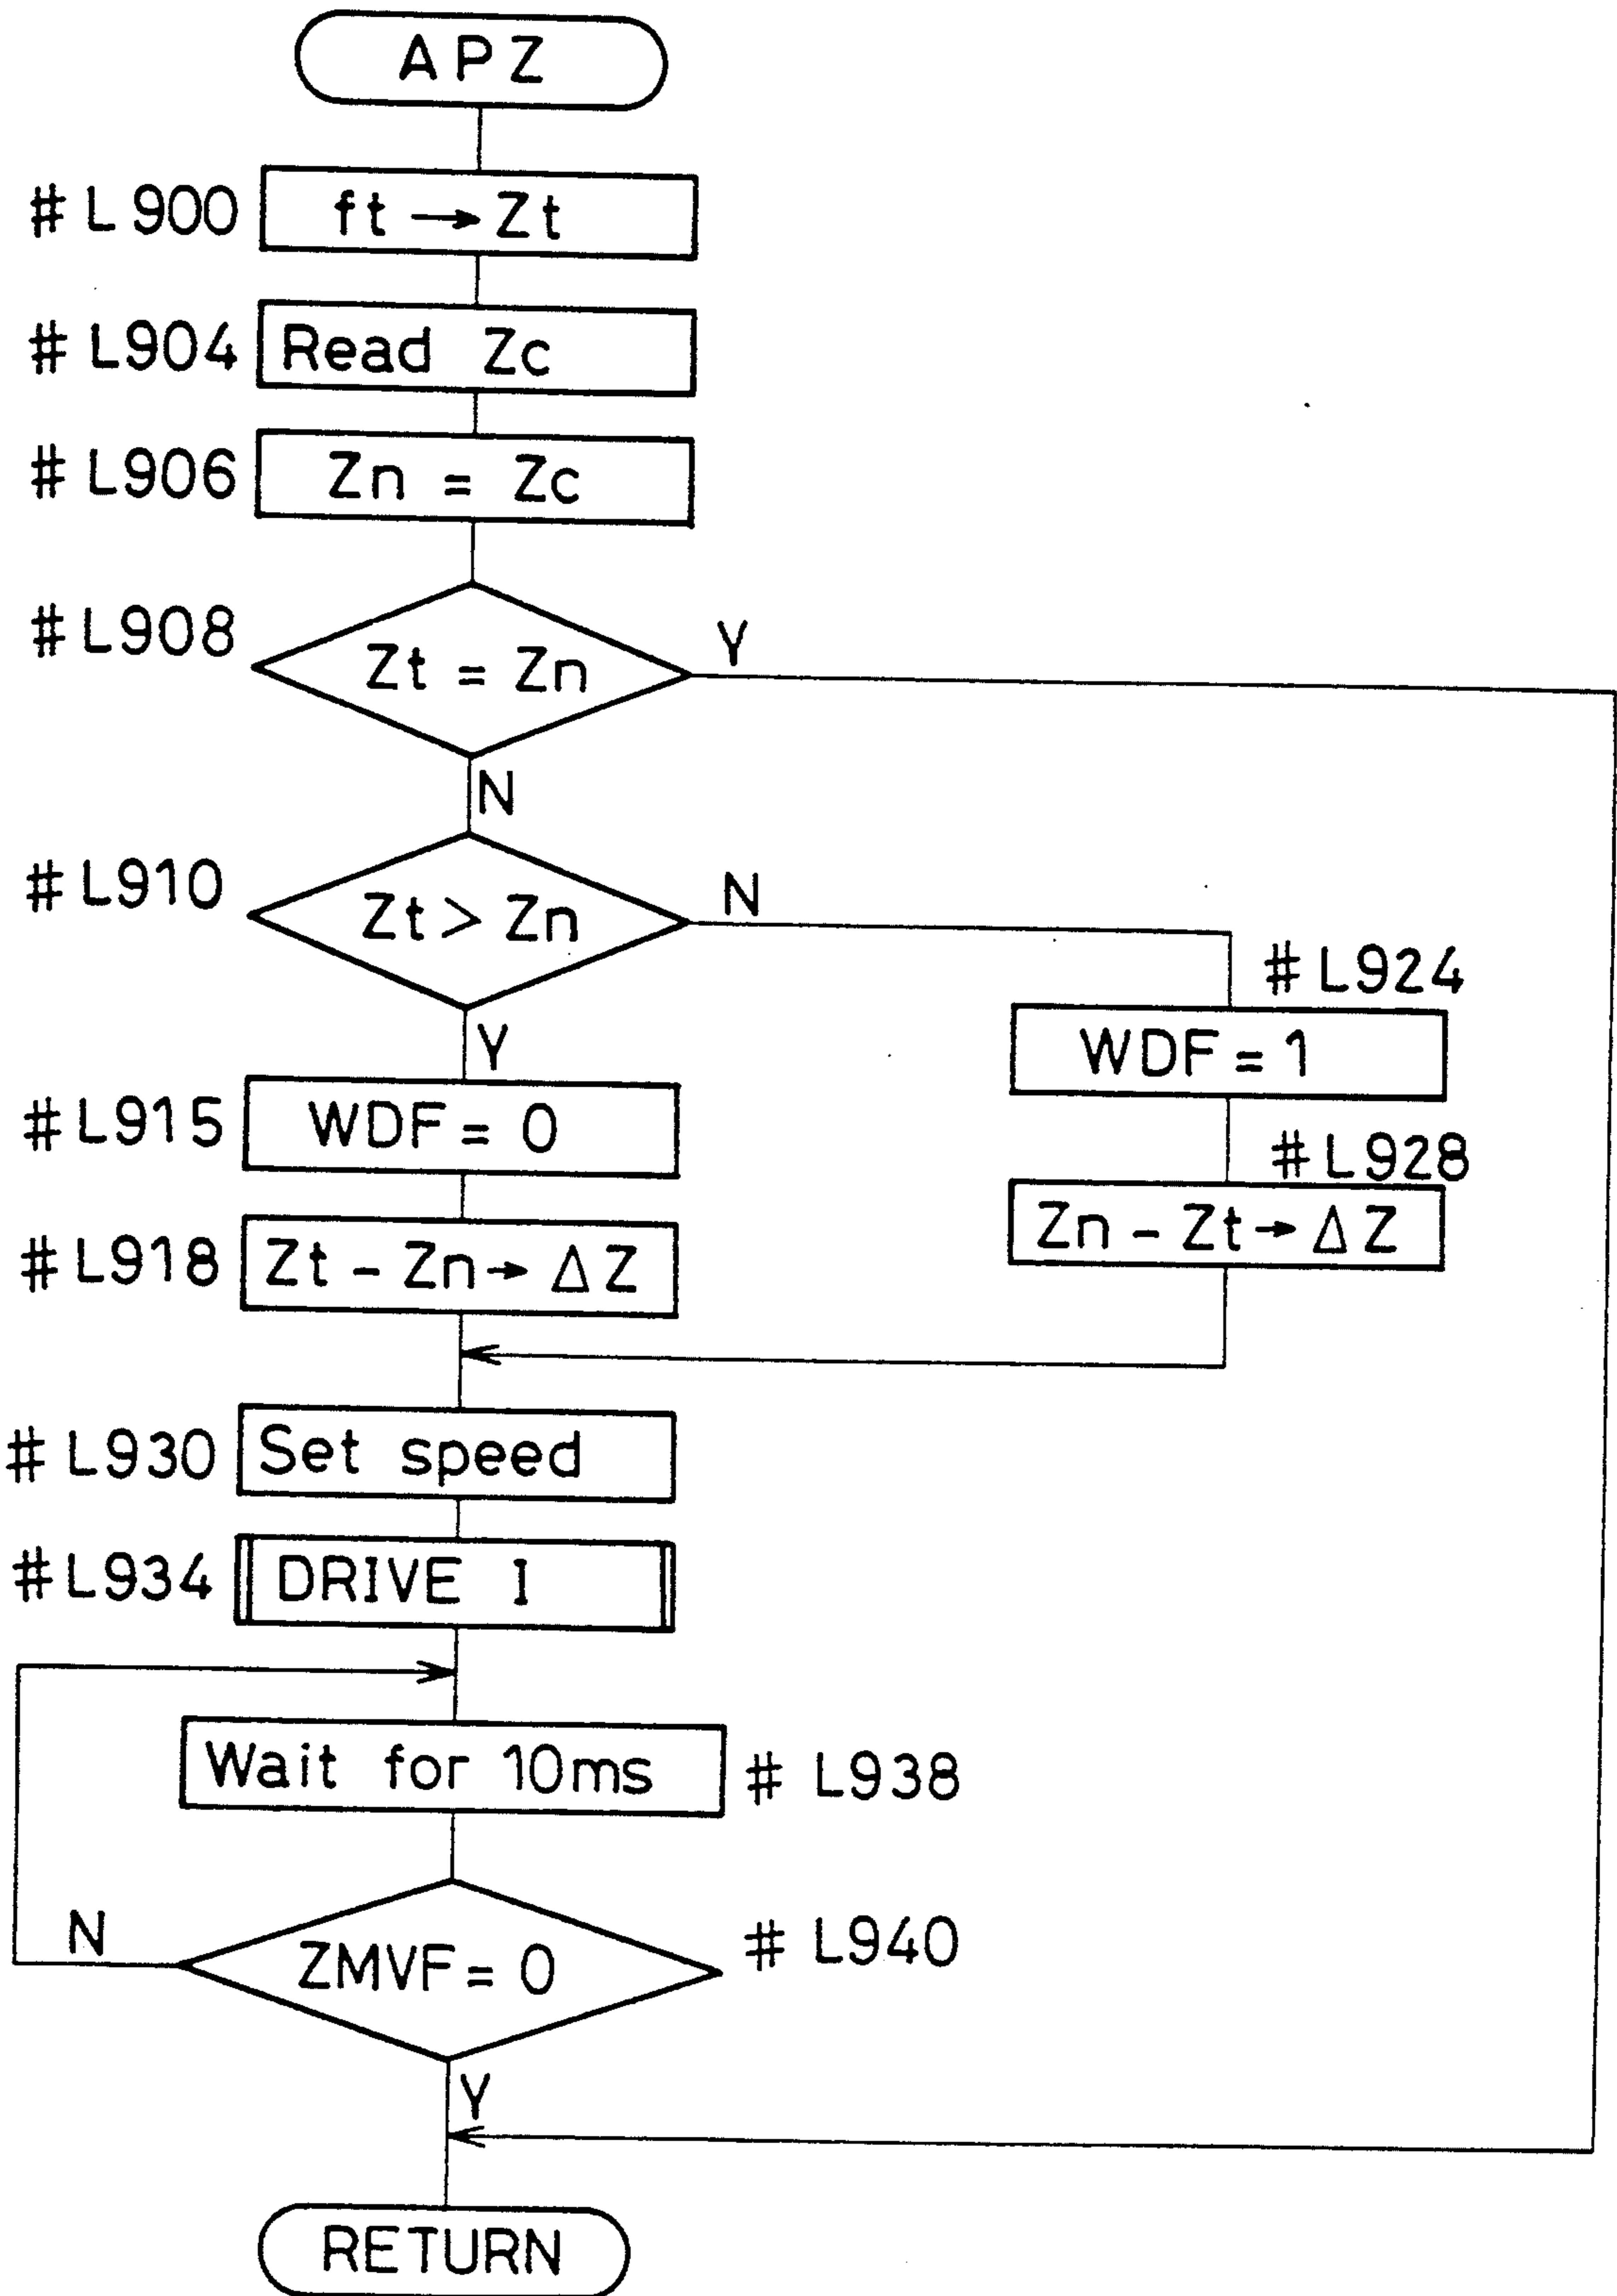 APZ
#L900 ft → Zt
#L904 Read Zc
#L906 Zn = Zc
#L908 Zt = Zn Y
N
#L910 Zt > Zn N
#L924
WDF = 1
Y
#L915 WDF = 0
#L928
Zn - Zt → ΔZ
#L918 Zt - Zn → ΔZ
#L930 Set speed
#L934 DRIVE I
Wait for 10ms #L938
N ZMVF = 0 #L940
Y
RETURN